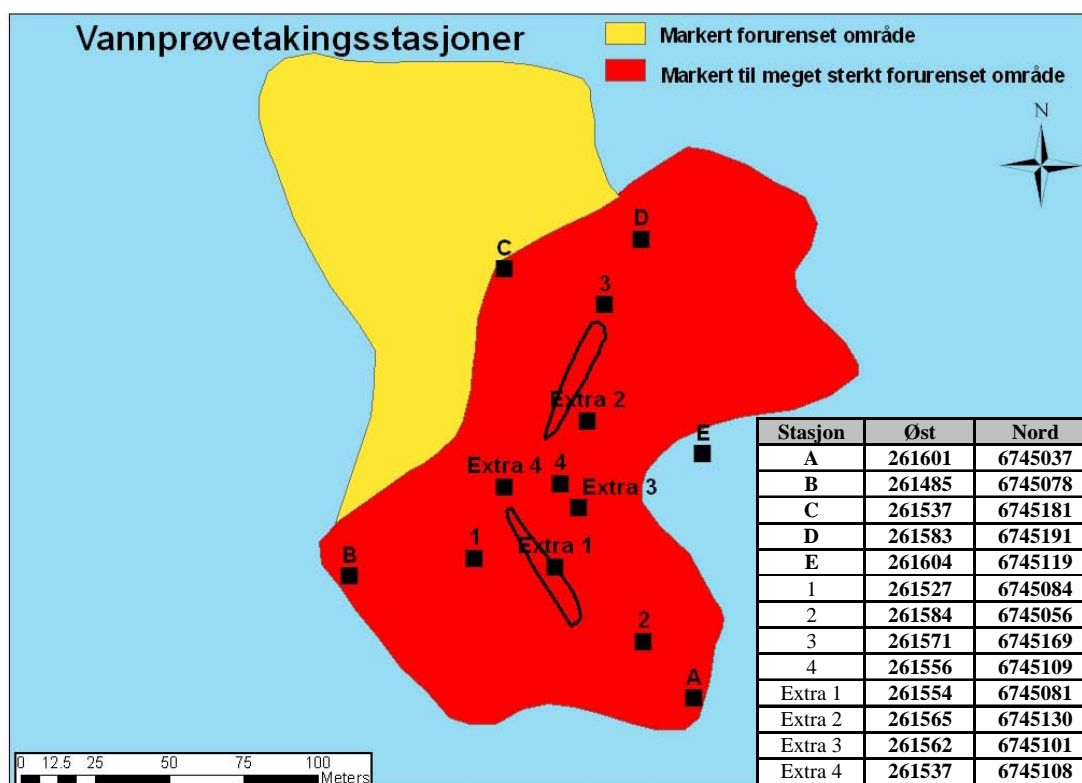 Vannprøvetakingsstasjoner
Markert forurenset område
Markert til meget sterkt forurenset område
N
D
C
3
Extra 2
E
Extra 4
4
Extra 3
1
Extra 1
B
2
A
Stasjon Øst Nord
A 261601 6745037
B 261485 6745078
C 261537 6745181
D 261583 6745191
E 261604 6745119
1 261527 6745084
2 261584 6745056
3 261571 6745169
4 261556 6745109
Extra 1 261554 6745081
Extra 2 261565 6745130
Extra 3 261562 6745101
Extra 4 261537 6745108
0 12.5 25 50 75 100
Meters